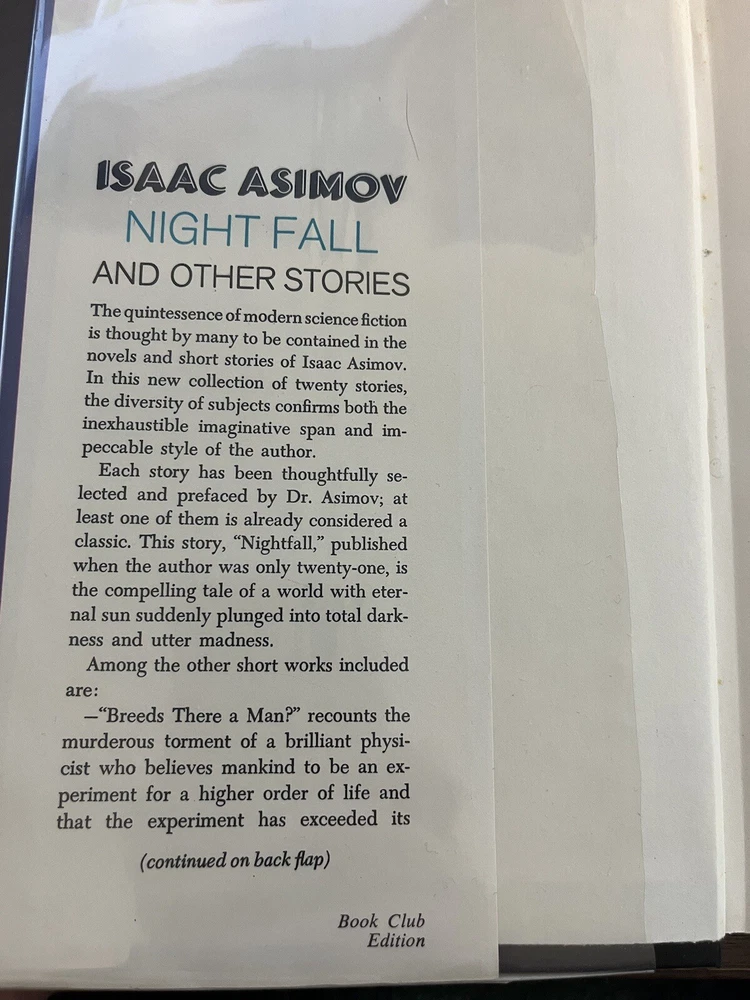 ISAAC ASIMOV
NIGHT FALL
AND OTHER STORIES
The quintessence of modern science fiction
is thought by many to be contained in the
novels and short stories of Isaac Asimov.
In this new collection of twenty stories,
the diversity of subjects confirms both the
inexhaustible imaginative span and im-
peccable style of the author.
Each story has been thoughtfully se-
lected and prefaced by Dr. Asimov; at
least one of them is already considered a
classic. This story, “Nightfall,” published
when the author was only twenty-one, is
the compelling tale of a world with eter-
nal sun suddenly plunged into total dark-
ness and utter madness.
Among the other short works included
are:
—“Breeds There a Man?” recounts the
murderous torment of a brilliant physi-
cist who believes mankind to be an ex-
periment for a higher order of life and
that the experiment has exceeded its
(continued on back flap)
Book Club
Edition